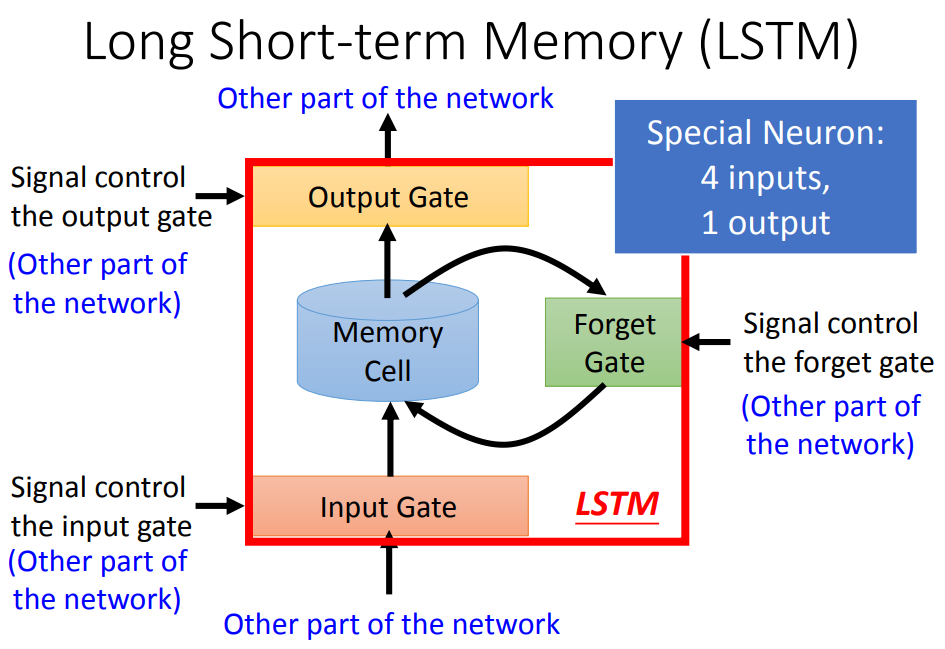 Long Short-term Memory (LSTM)
Other part of the network
Special Neuron:
4 inputs,
1 output
Signal control
the output gate
(Other part of
the network)
Output Gate
Memory
Cell
Forget
Gate
Signal control
the forget gate
(Other part of
the network)
Signal control
the input gate
(Other part of
the network)
Input Gate
LSTM
Other part of the network